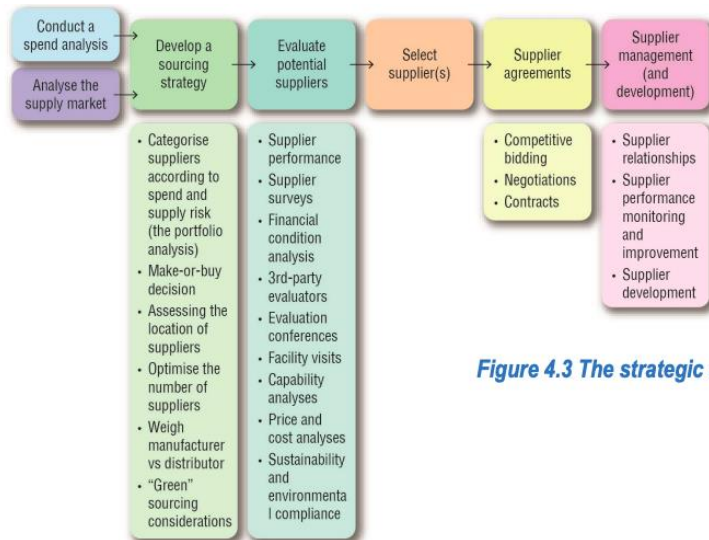 Conduct a
spend analysis
Analyse the
supply market
Develop a
sourcing
strategy
Evaluate
potential
suppliers
Select
supplier(s)
Supplier
agreements
Supplier
management
(and
development)
• Categorise
suppliers
according to
spend and
supply risk
(the portfolio
analysis)
• Make-or-buy
decision
• Assessing the
location of
suppliers
• Optimise the
number of
suppliers
• Weigh
manufacturer
vs distributor
• “Green”
sourcing
considerations
• Supplier
performance
• Supplier
surveys
• Financial
condition
analysis
• 3rd-party
evaluators
• Evaluation
conferences
• Facility visits
• Capability
analyses
• Price and
cost analyses
• Sustainability
and
environmenta
l compliance
• Competitive
bidding
• Negotiations
• Contracts
• Supplier
relationships
• Supplier
performance
monitoring
and
improvement
• Supplier
development
Figure 4.3 The strategic